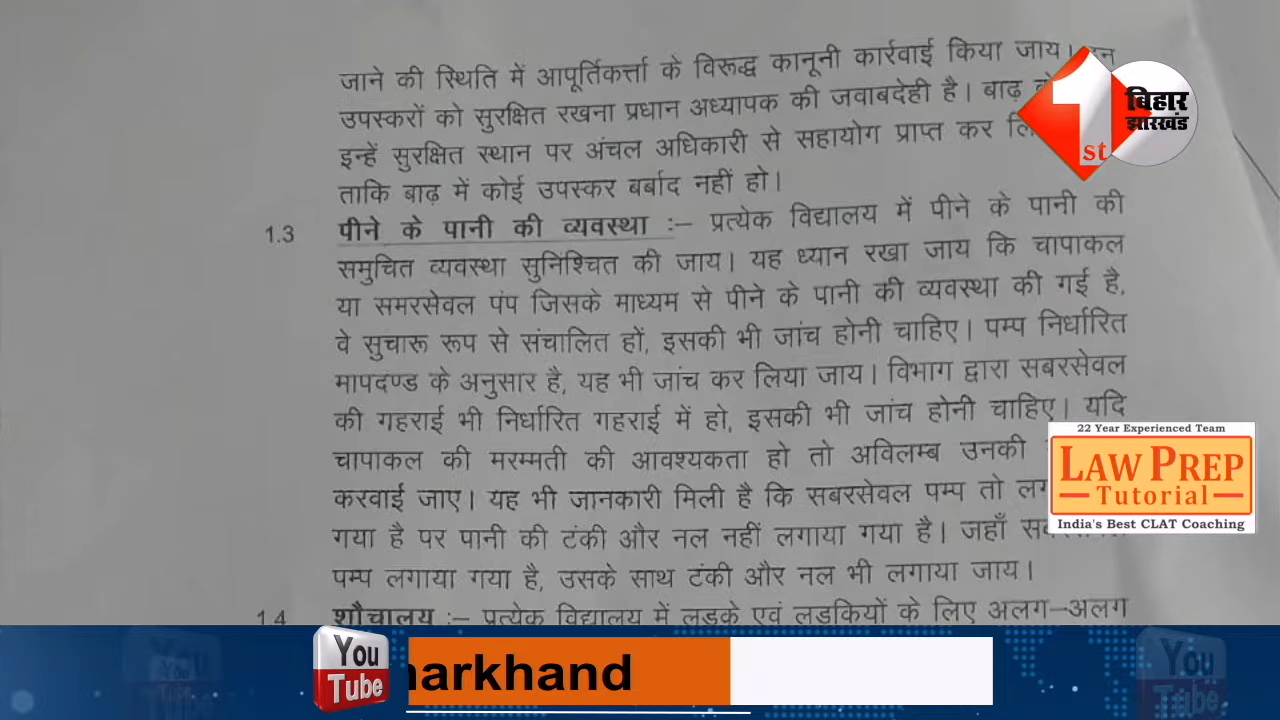 जाने की स्थिति में आपूर्तिकर्त्ता के विरूद्ध कानूनी कार्रवाई किया जाय।
उपस्करों को सुरक्षित रखना प्रधान अध्यापक की जवाबदेही है। बाढ़
इन्हें सुरक्षित स्थान पर अंचल अधिकारी से सहायोग प्राप्त कर
ताकि बाढ़ में कोई उपस्कर बर्बाद नहीं हो।
1st
बिहार
झारखंड
1.3 पीने के पानी की व्यवस्था :– प्रत्येक विद्यालय में पीने के पानी की
समुचित व्यवस्था सुनिश्चित की जाय। यह ध्यान रखा जाय कि चापाकल
या समरसेवल पंप जिसके माध्यम से पीने के पानी की व्यवस्था की गई है,
वे सुचारू रूप से संचालित हों, इसकी भी जांच होनी चाहिए। पम्प निर्धारित
मापदण्ड के अनुसार है, यह भी जांच कर लिया जाय। विभाग द्वारा सबरसेवल
की गहराई भी निर्धारित गहराई में हो, इसकी भी जांच होनी चाहिए। यदि
चापाकल की मरम्मती की आवश्यकता हो तो अविलम्ब उनकी
करवाई जाए। यह भी जानकारी मिली है कि सबरसेवल पम्प तो
गया है पर पानी की टंकी और नल नहीं लगाया गया है। जहाँ
पम्प लगाया गया है, उसके साथ टंकी और नल भी लगाया जाय।
1.4 शौचालय :– प्रत्येक विद्यालय में लड़के एवं लड़कियों के लिए अलग–अलग
22 Year Experienced Team
LAW PREP
Tutorial
India's Best CLAT Coaching
You
Tube
harkhand